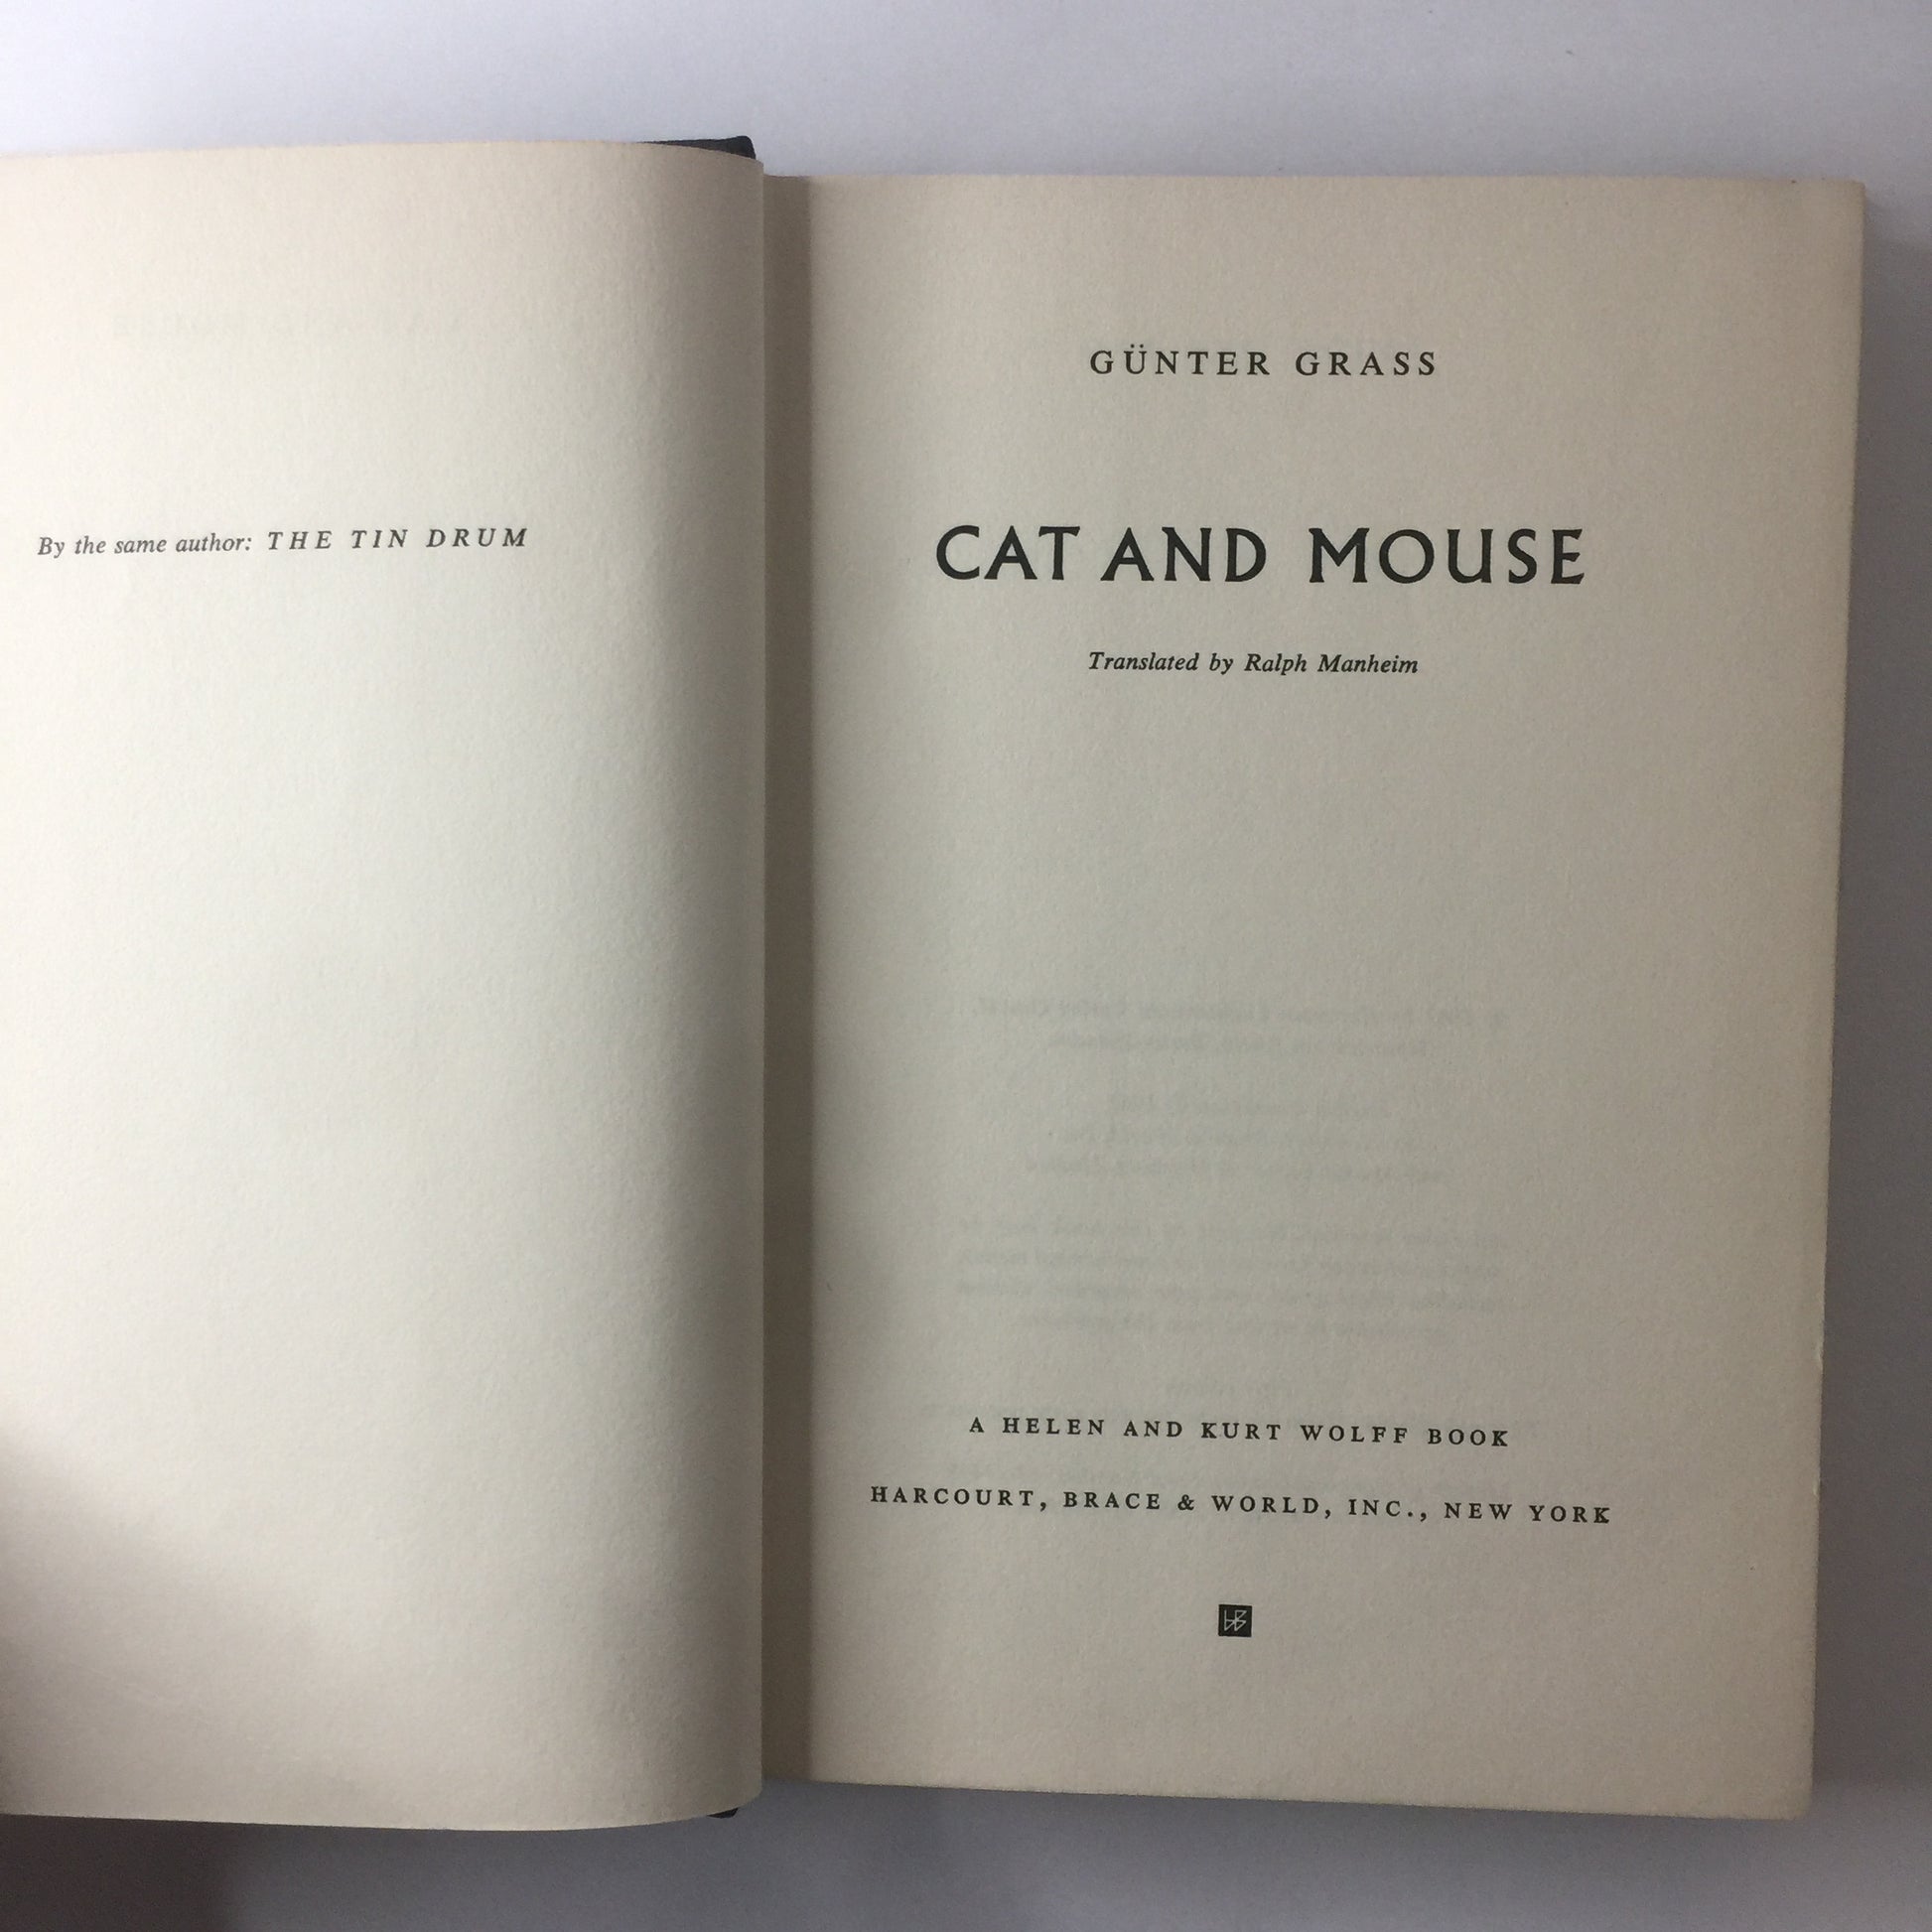 By the same author: THE TIN DRUM
GÜNTER GRASS
CAT AND MOUSE
Translated by Ralph Manheim
A HELEN AND KURT WOLFF BOOK
HARCOURT, BRACE & WORLD, INC., NEW YORK